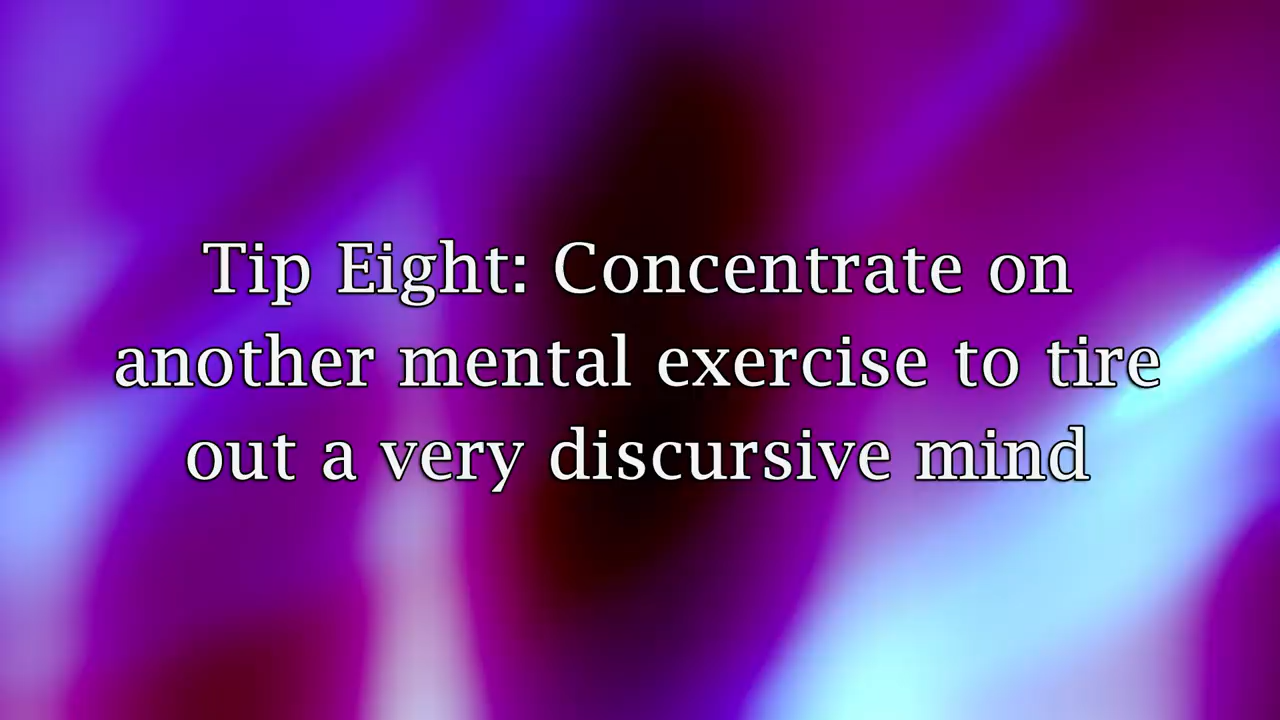 Tip Eight: Concentrate on
another mental exercise to tire
out a very discursive mind